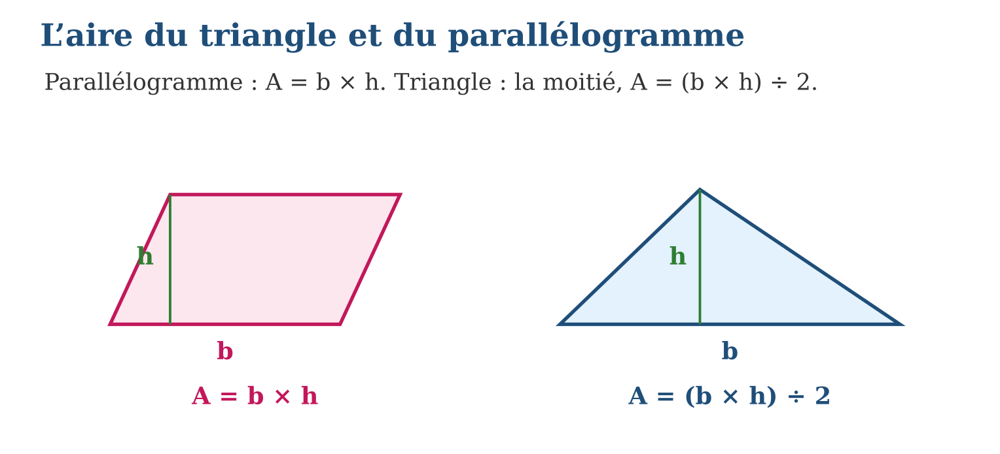 L’aire du triangle et du parallélogramme
Parallélogramme : A = b × h. Triangle : la moitié, A = (b × h) ÷ 2.
h
h
b
b
A = b × h
A = (b × h) ÷ 2